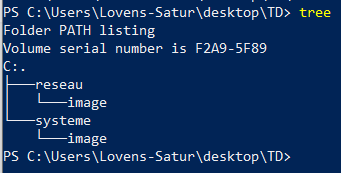 PS C:\Users\Lovens-Satur\desktop\TD> tree
Folder PATH listing
Volume serial number is F2A9-5F89
C:.
├───reseau
│   └───image
└───systeme
    └───image
PS C:\Users\Lovens-Satur\desktop\TD>